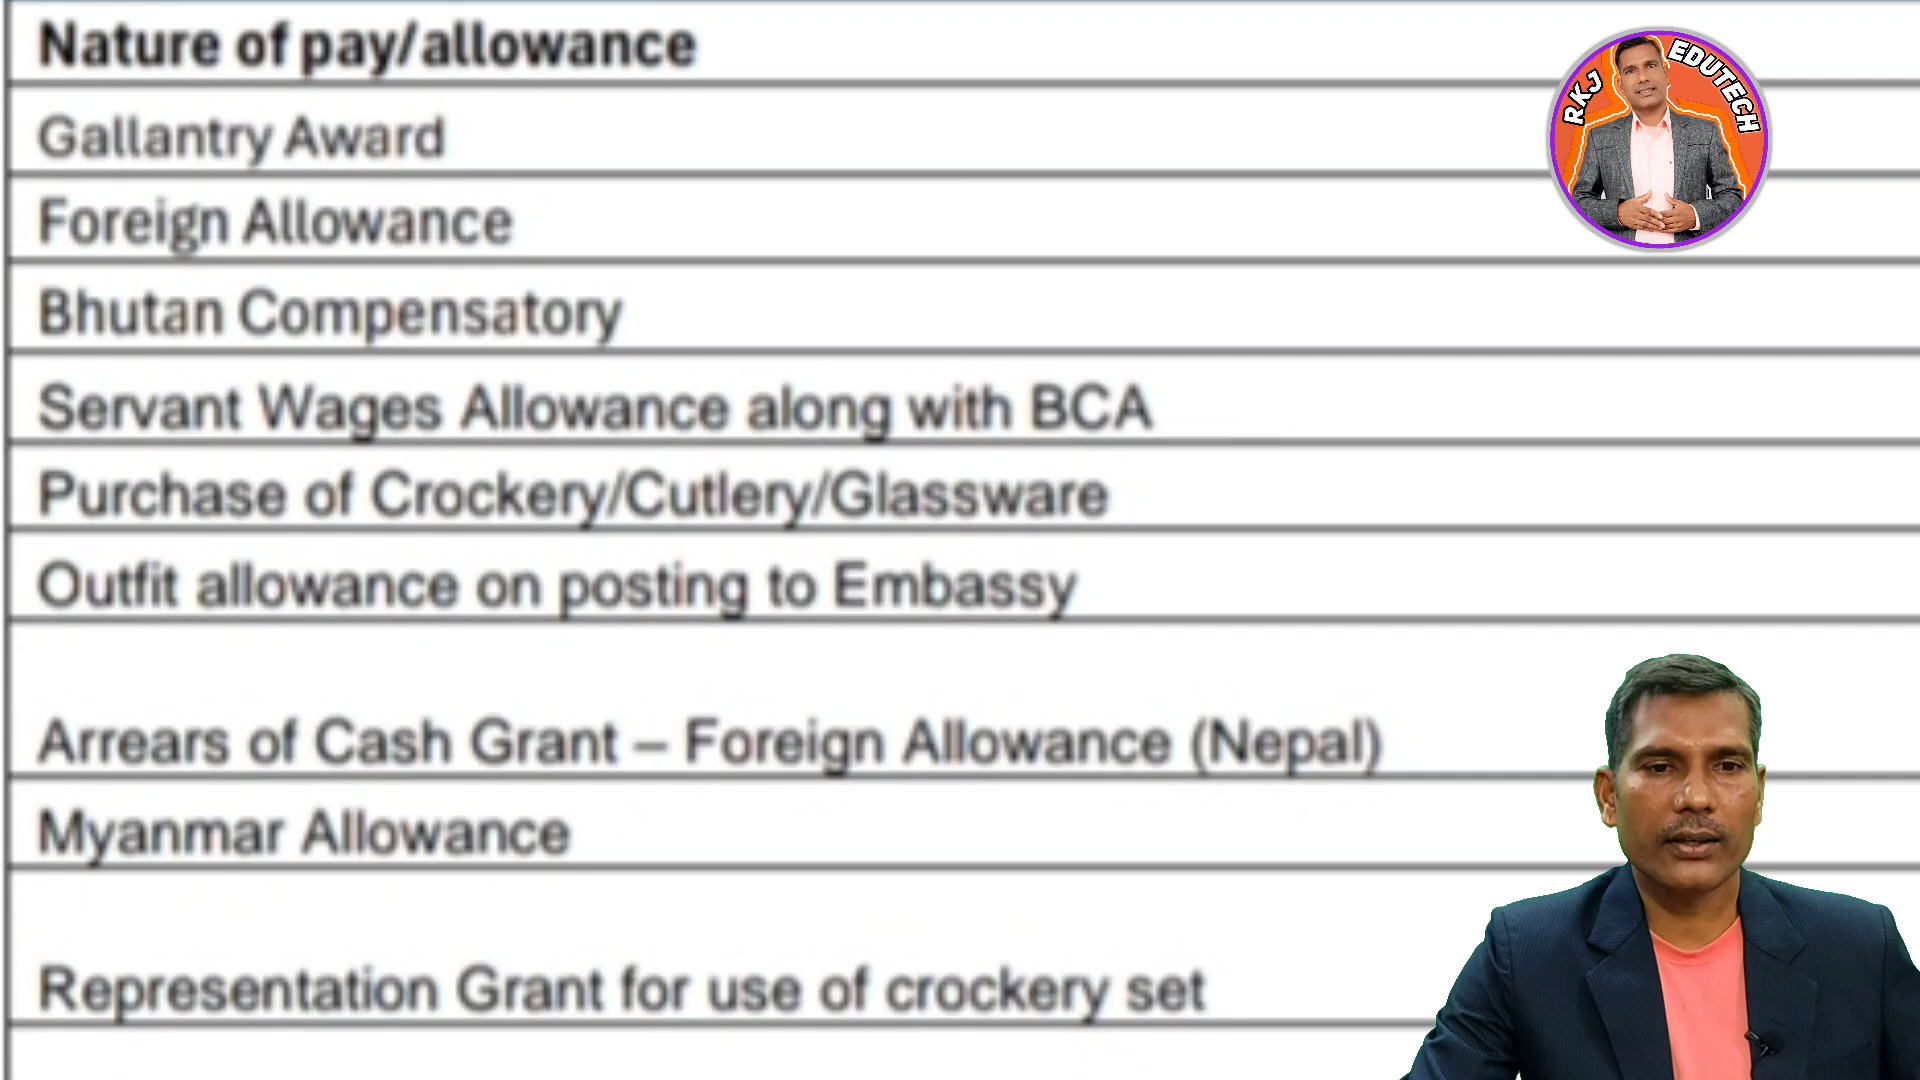 Nature of pay/allowance
RKJ EDUTECH
Gallantry Award
Foreign Allowance
Bhutan Compensatory
Servant Wages Allowance along with BCA
Purchase of Crockery/Cutlery/Glassware
Outfit allowance on posting to Embassy
Arrears of Cash Grant – Foreign Allowance (Nepal)
Myanmar Allowance
Representation Grant for use of crockery set